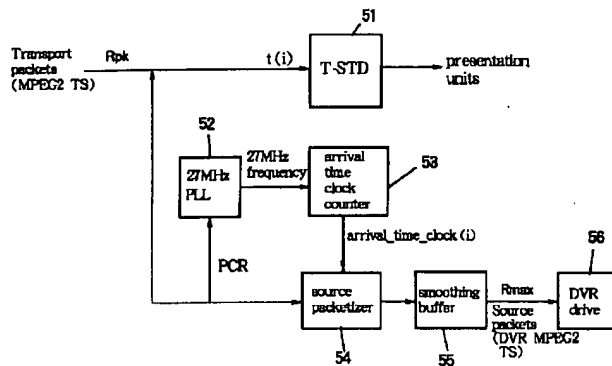 51
Transport
packets
(MPEG2 TS)
Rpk
t(i)
T-STD
presentation
units
52
27MHz
PLL
27MHz
frequency
arrival
time
clock
counter
53
arrival_time_clock(i)
PCR
source
packetizer
54
smoothing
buffer
55
Rmax
Source
packets
(DVR MPEG2
TS)
56
DVR
drive